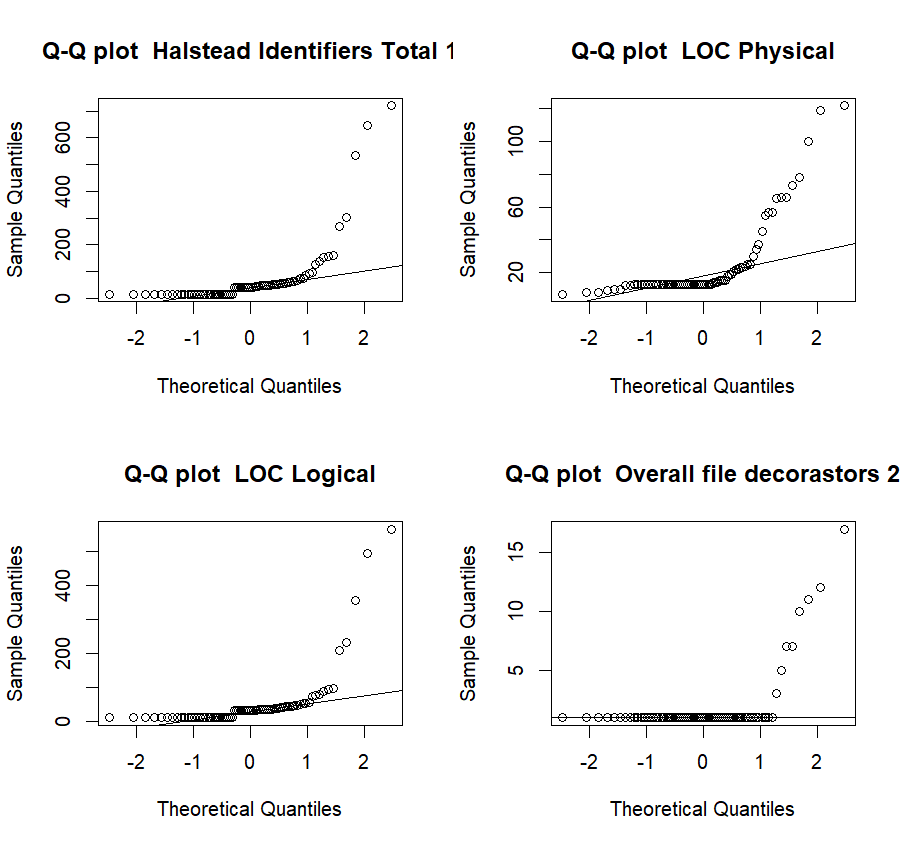 Q-Q plot  Halstead Identifiers Total 1
Sample Quantiles
600
400
200
0
-2 -1 0 1 2
Theoretical Quantiles
Q-Q plot  LOC Physical
Sample Quantiles
100
60
20
-2 -1 0 1 2
Theoretical Quantiles
Q-Q plot  LOC Logical
Sample Quantiles
400
200
0
-2 -1 0 1 2
Theoretical Quantiles
Q-Q plot  Overall file decorastors 2
Sample Quantiles
15
10
5
-2 -1 0 1 2
Theoretical Quantiles